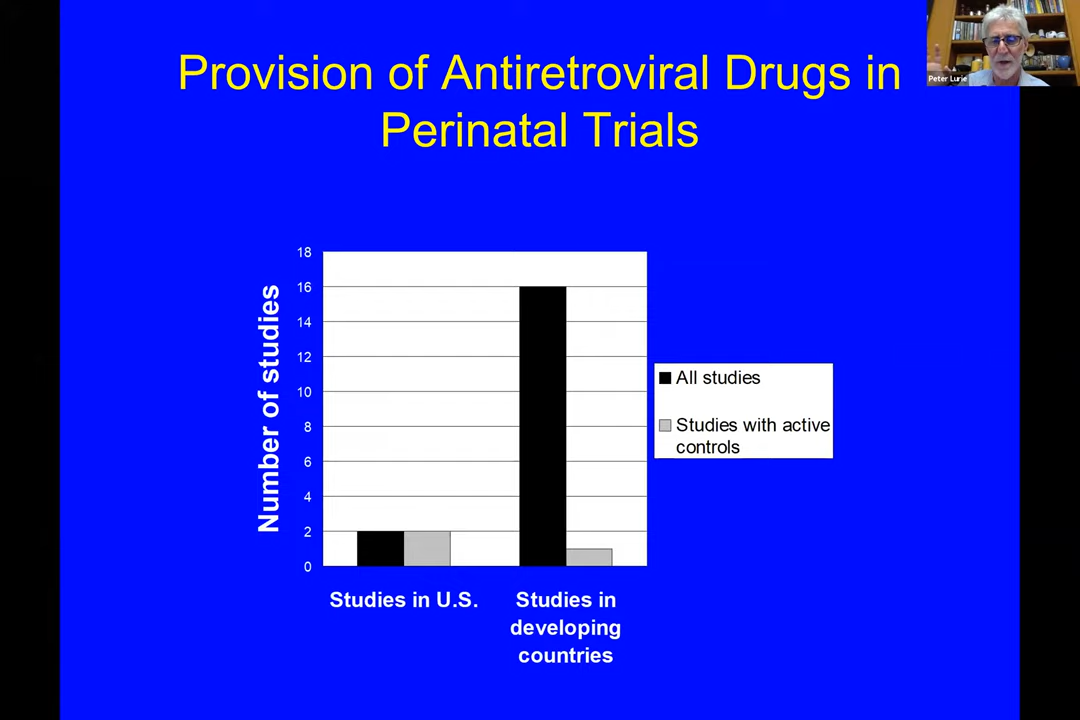 Provision of Antiretroviral Drugs in
Perinatal Trials
Peter Lurie
Number of studies
18
16
14
12
10
8
6
4
2
0
All studies
Studies with active
controls
Studies in U.S.
Studies in
developing
countries